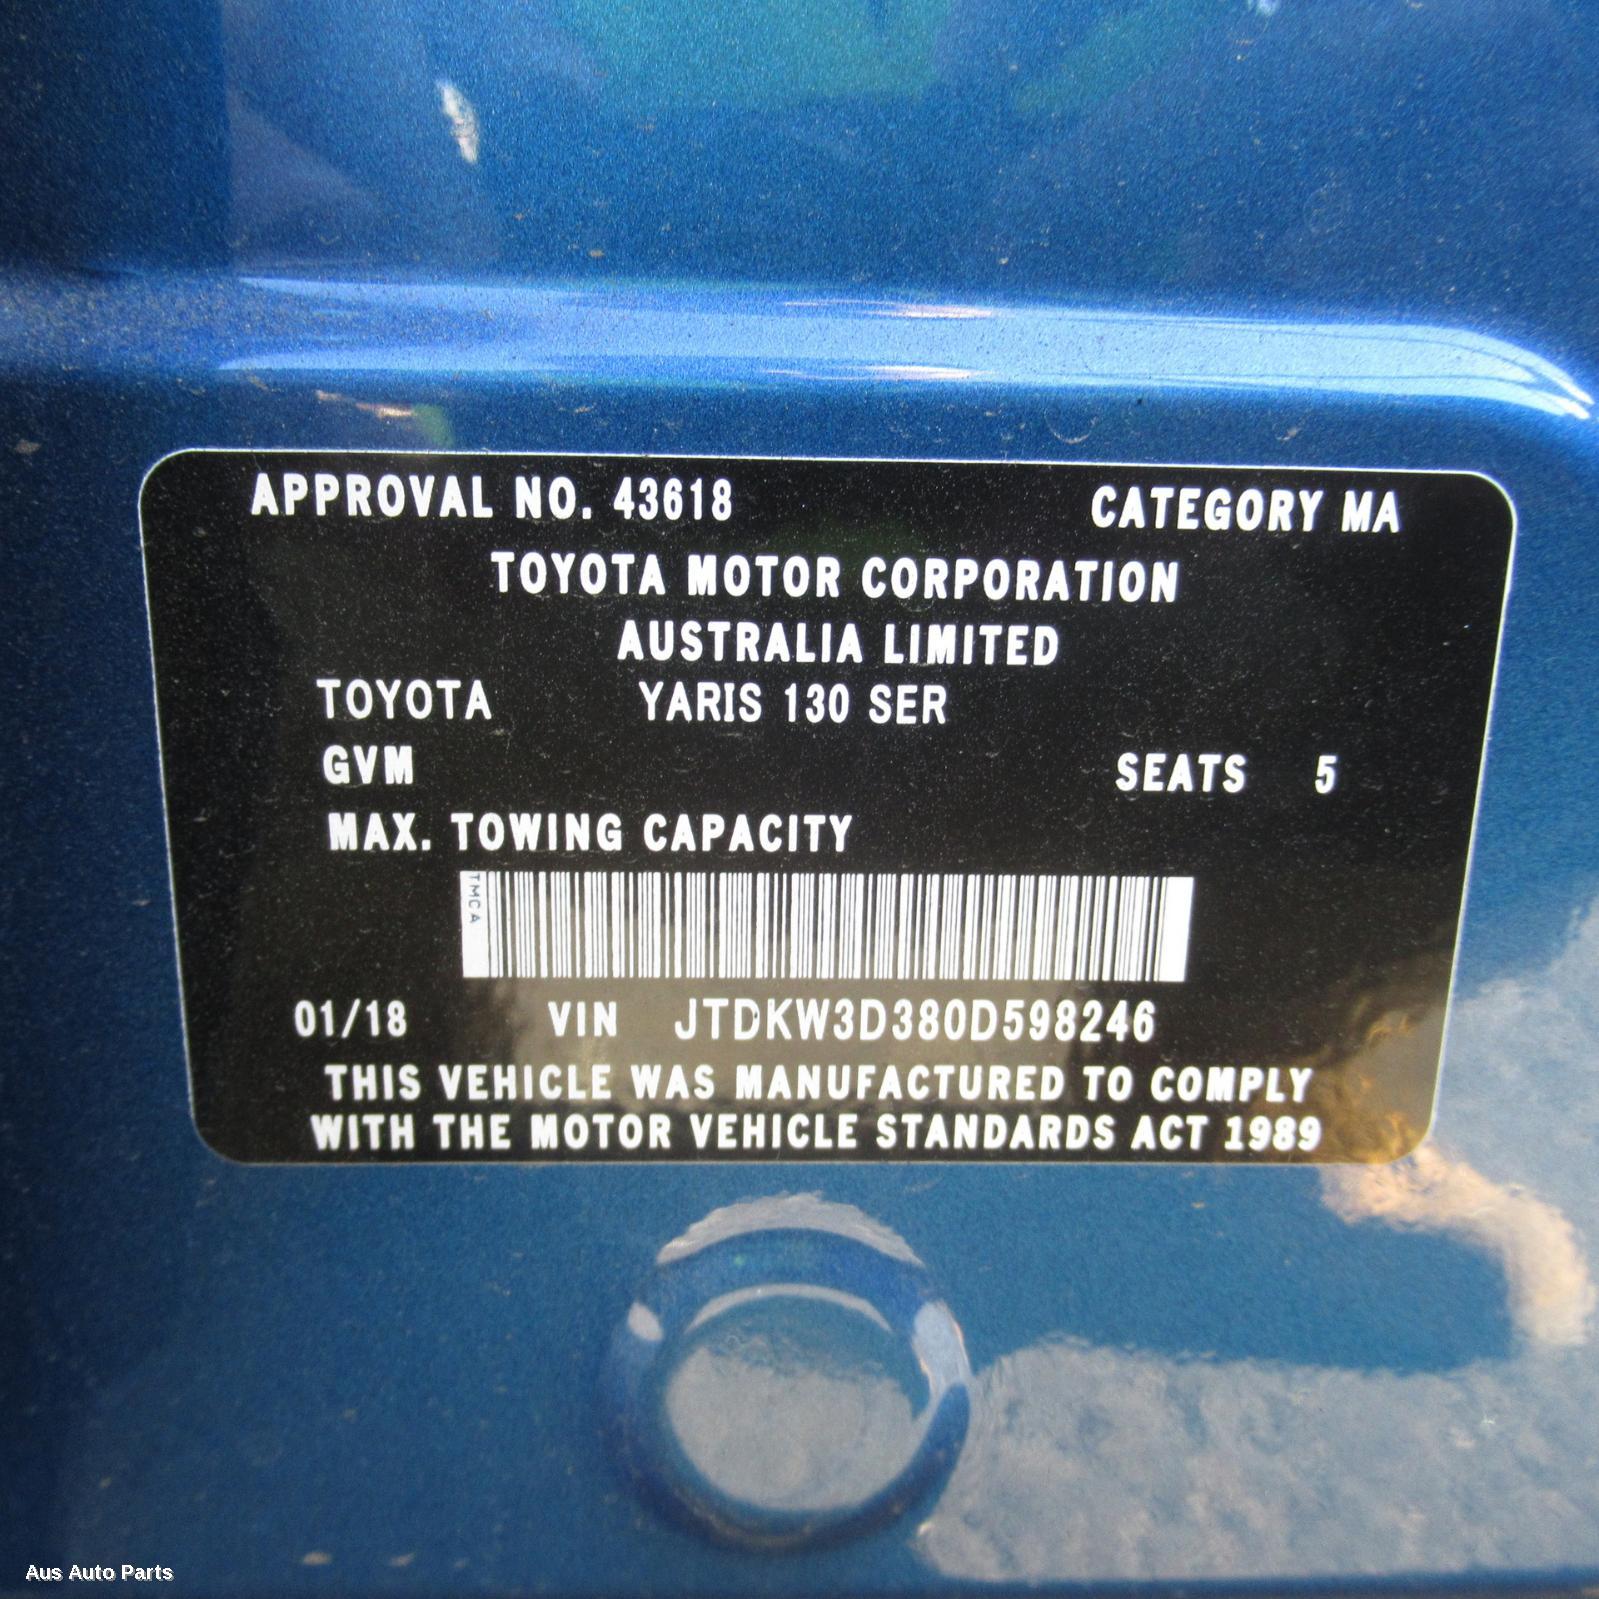 APPROVAL NO. 43618 CATEGORY MA
TOYOTA MOTOR CORPORATION
AUSTRALIA LIMITED
TOYOTA YARIS 130 SER
GVM SEATS 5
MAX. TOWING CAPACITY
TMCA
01/18 VIN JTDKW3D380D598246
THIS VEHICLE WAS MANUFACTURED TO COMPLY
WITH THE MOTOR VEHICLE STANDARDS ACT 1989
Aus Auto Parts